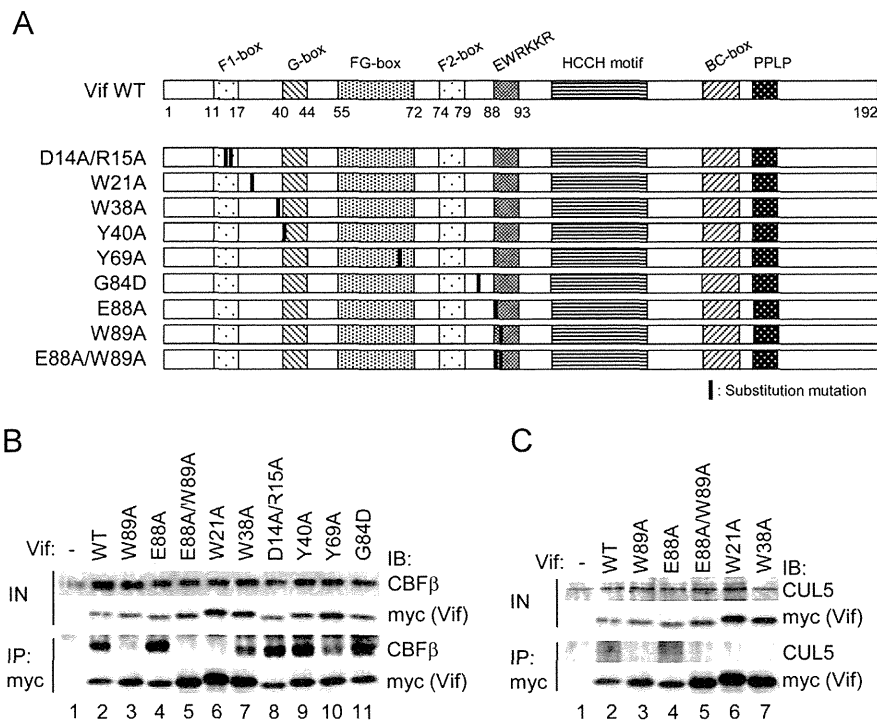 A
F1-box G-box FG-box F2-box EWRKKR HCCH motif BC-box PPLP
Vif WT
1 11 17 40 44 55 72 74 79 88 93 192
D14A/R15A
W21A
W38A
Y40A
Y69A
G84D
E88A
W89A
E88A/W89A
: Substitution mutation
B
Vif: - WT W89A E88A E88A/W89A W21A W38A D14A/R15A Y40A Y69A G84D IB:
IN CBFβ
myc (Vif)
IP: myc CBFβ
myc (Vif)
1 2 3 4 5 6 7 8 9 10 11
C
Vif: - WT W89A E88A E88A/W89A W21A W38A IB:
IN CUL5
myc (Vif)
IP: myc CUL5
myc (Vif)
1 2 3 4 5 6 7